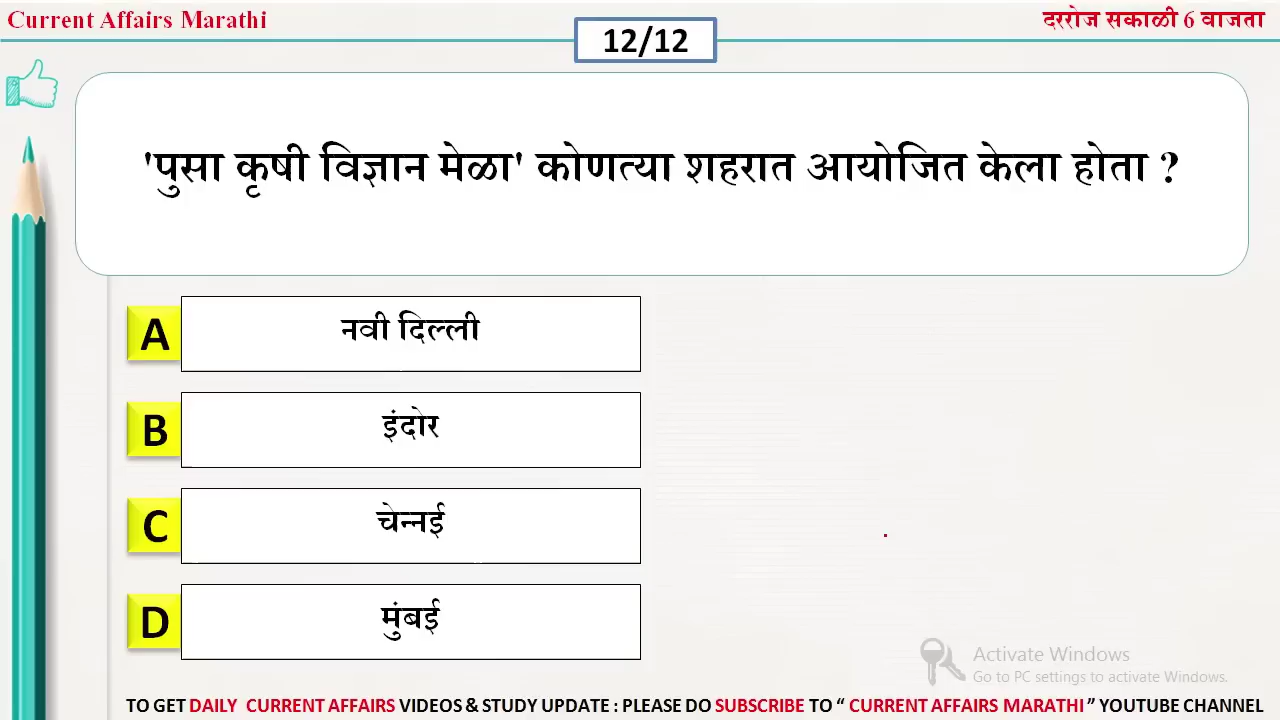 Current Affairs Marathi
दररोज सकाळी 6 वाजता
12/12
'पुसा कृषी विज्ञान मेळा' कोणत्या शहरात आयोजित केला होता ?
A नवी दिल्ली
B इंदोर
C चेन्नई
D मुंबई
Activate Windows
Go to PC settings to activate Windows.
TO GET DAILY CURRENT AFFAIRS VIDEOS & STUDY UPDATE : PLEASE DO SUBSCRIBE TO “ CURRENT AFFAIRS MARATHI ” YOUTUBE CHANNEL